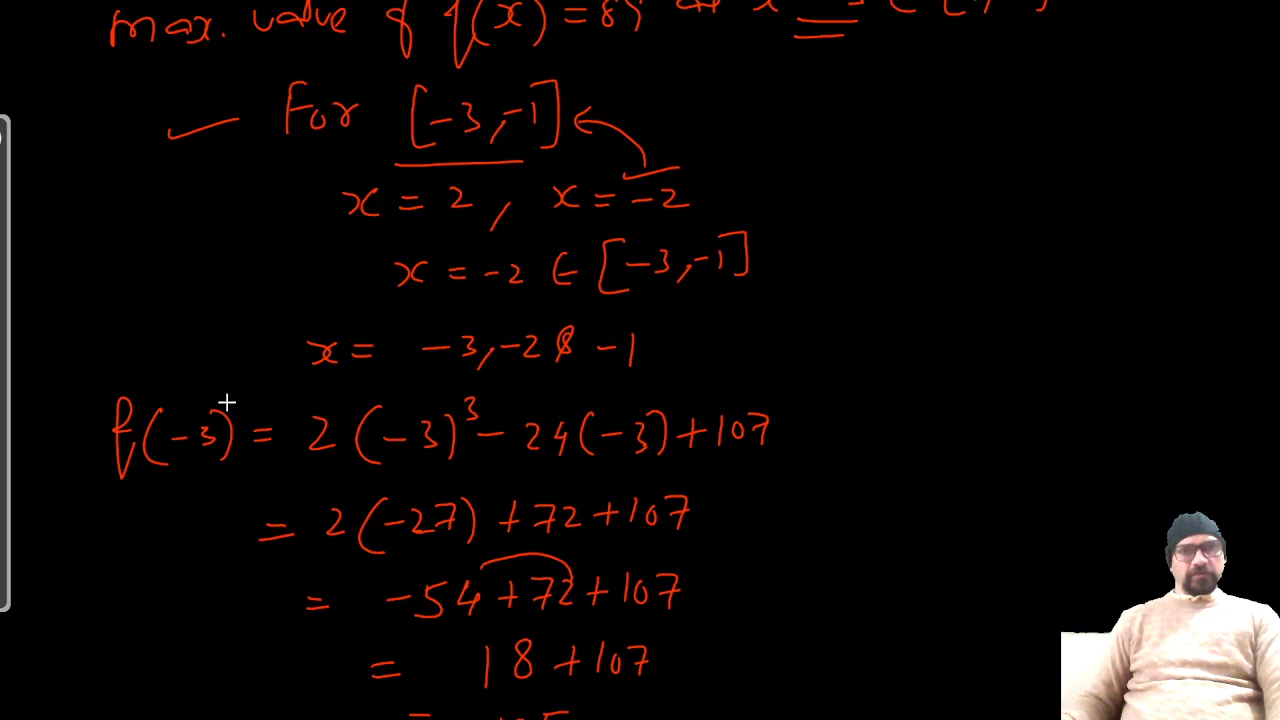 max. value of f(x) = 89 at x
✓ For [-3,-1]
x = 2, x = -2
x = -2 ∈ [-3,-1]
x = -3, -2 & -1
f(-3) = 2(-3)³ - 24(-3) + 107
= 2(-27) + 72 + 107
= -54 + 72 + 107
= 18 + 107
=